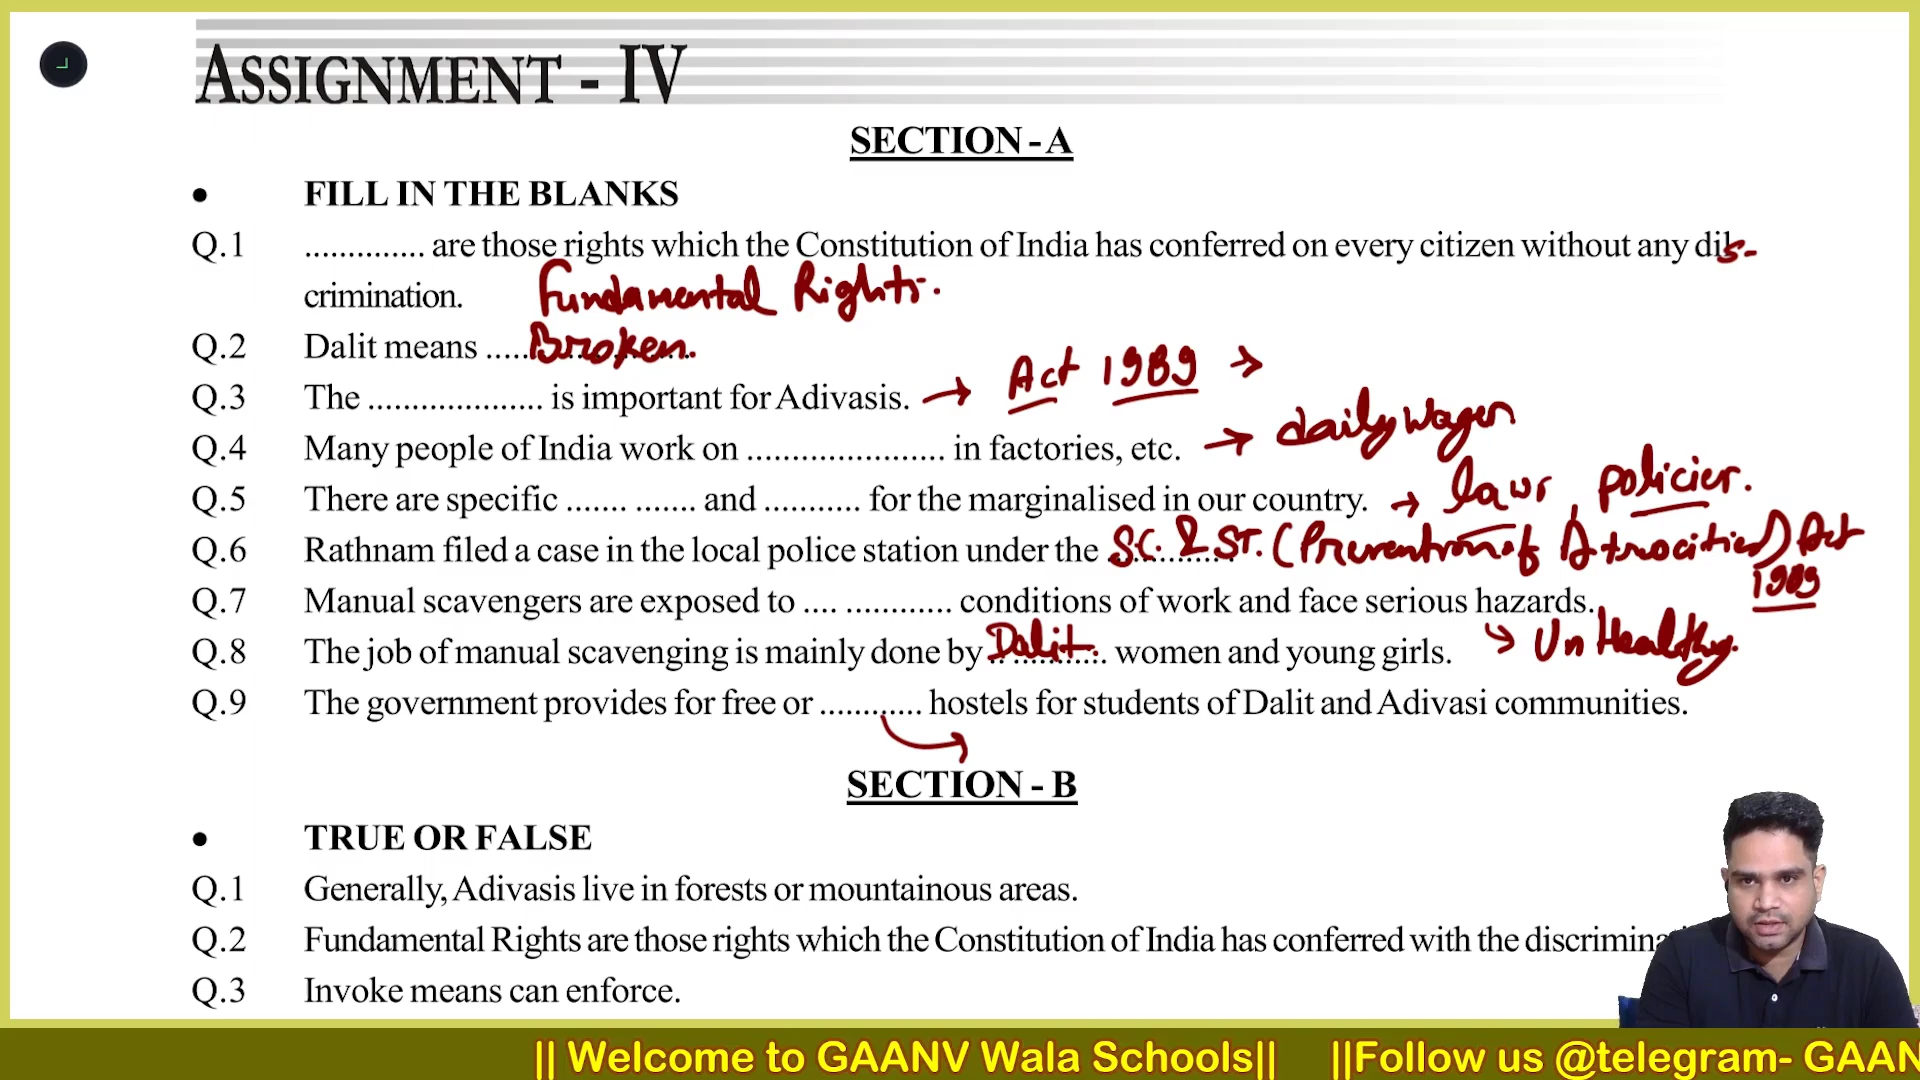 ASSIGNMENT - IV
SECTION - A
• FILL IN THE BLANKS
Q.1 .............. are those rights which the Constitution of India has conferred on every citizen without any dis-
crimination. Fundamental Rights.
Q.2 Dalit means ..... Broken.
Q.3 The .................... is important for Adivasis. → Act 1989 →
Q.4 Many people of India work on ...................... in factories, etc. → daily wages
Q.5 There are specific ....... ....... and ........... for the marginalised in our country. → laws, policies.
Q.6 Rathnam filed a case in the local police station under the SC. & ST. (Prevention of Atrocities) Act
1989
Q.7 Manual scavengers are exposed to .... ............ conditions of work and face serious hazards.
Q.8 The job of manual scavenging is mainly done by Dalit women and young girls. → Un Healthy.
Q.9 The government provides for free or ............ hostels for students of Dalit and Adivasi communities.
SECTION - B
• TRUE OR FALSE
Q.1 Generally, Adivasis live in forests or mountainous areas.
Q.2 Fundamental Rights are those rights which the Constitution of India has conferred with the
Q.3 Invoke means can enforce.
|| Welcome to GAANV Wala Schools|| ||Follow us @telegram- GAAN